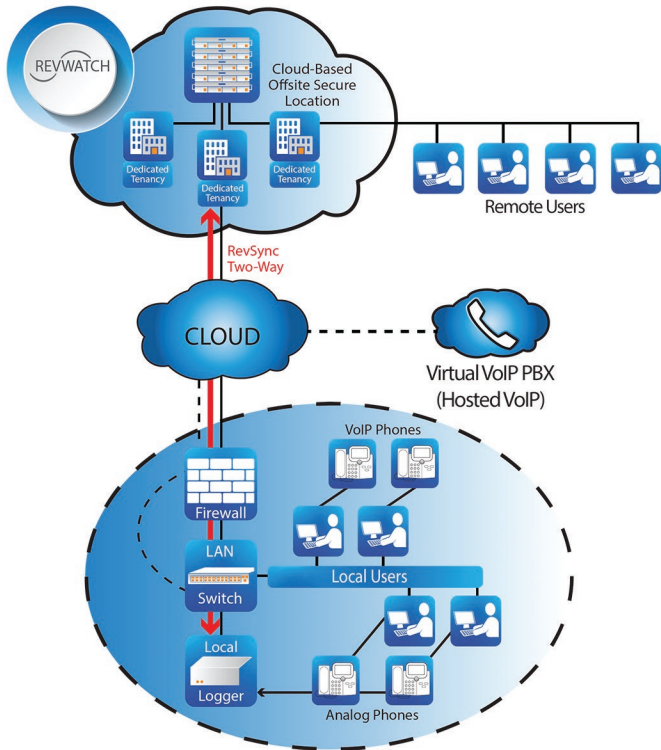 REVWATCH
Cloud-Based
Offsite Secure
Location
Dedicated
Tenancy
Dedicated
Tenancy
Dedicated
Tenancy
Remote Users
RevSync
Two-Way
CLOUD
Virtual VoIP PBX
(Hosted VoIP)
VoIP Phones
Firewall
LAN
Switch
Local Users
Local
Logger
Analog Phones